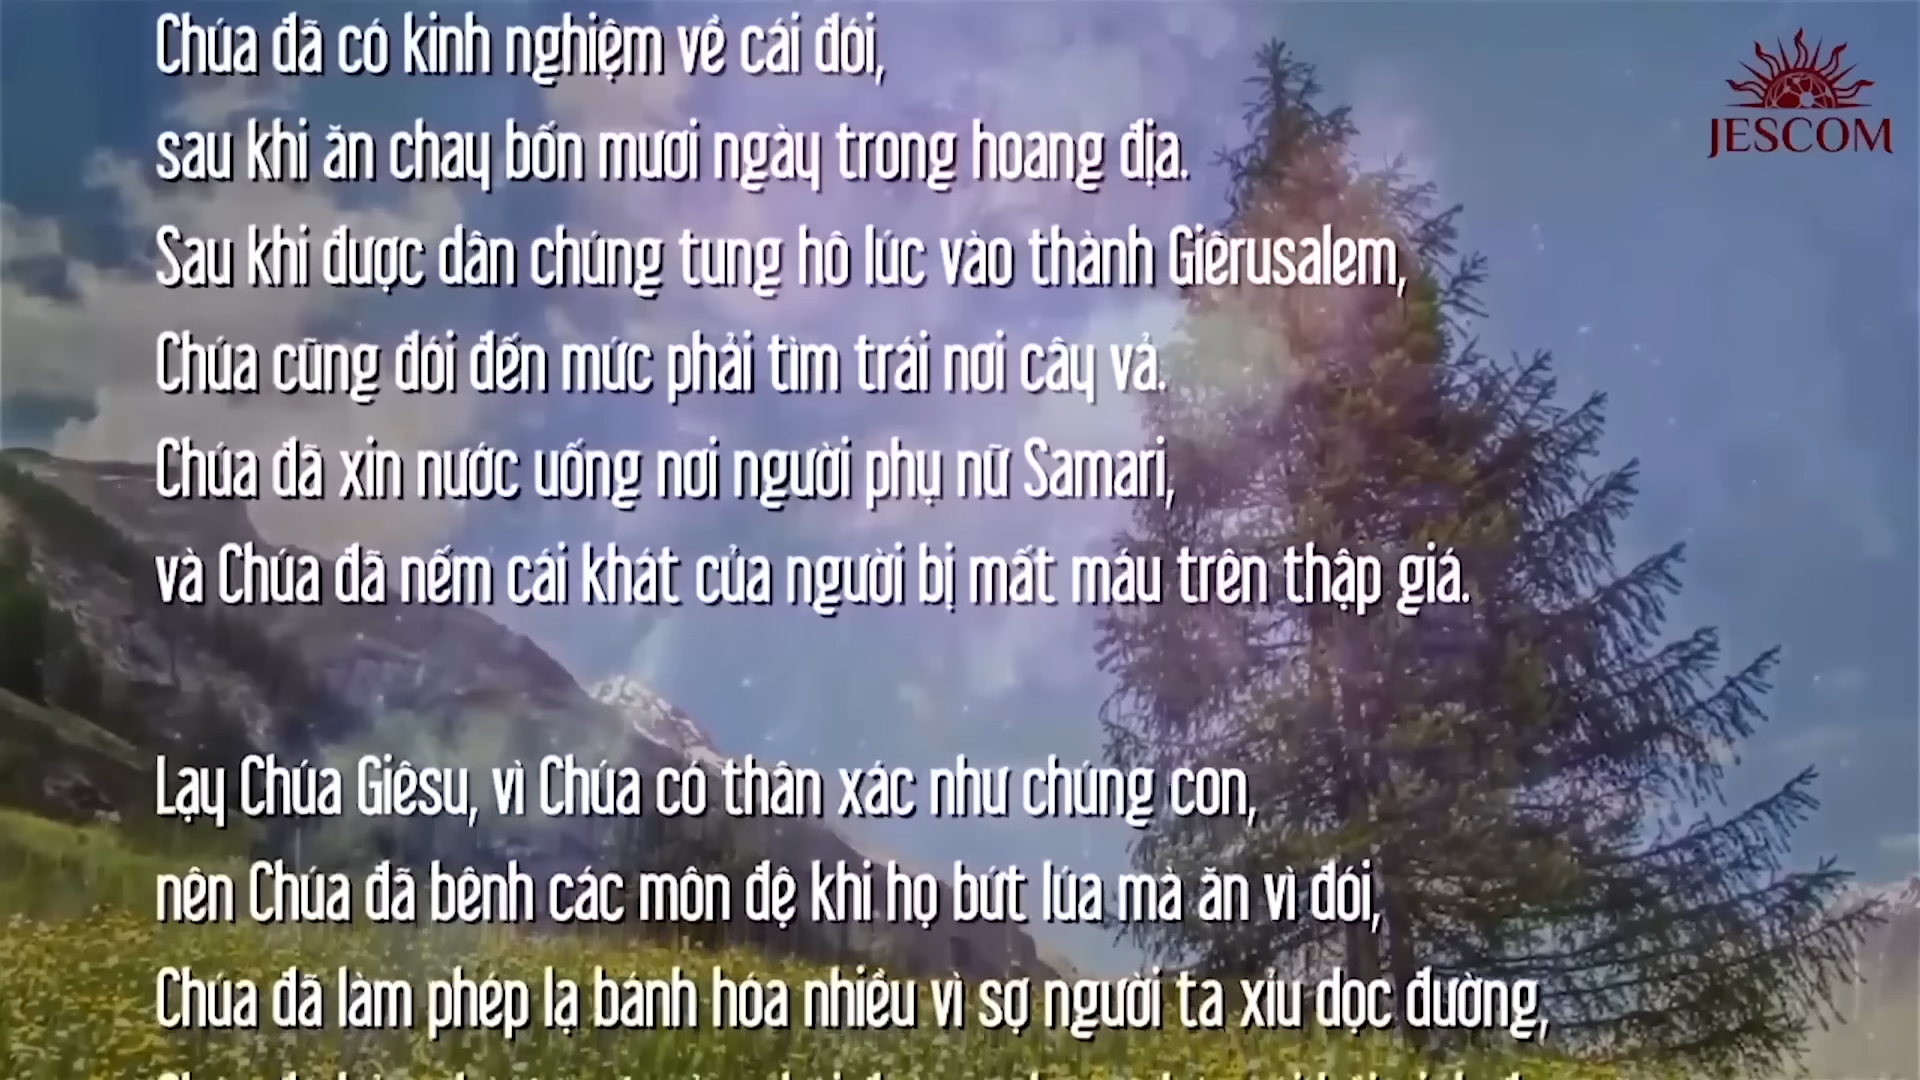 Chúa đã có kinh nghiệm về cái đói,
sau khi ăn chay bốn mươi ngày trong hoang địa.
Sau khi được dân chúng tung hô lúc vào thành Giêrusalem,
Chúa cũng đói đến mức phải tìm trái nơi cây vả.
Chúa đã xin nước uống nơi người phụ nữ Samari,
và Chúa đã nếm cái khát của người bị mất máu trên thập giá.
Lạy Chúa Giêsu, vì Chúa có thân xác như chúng con,
nên Chúa đã bênh các môn đệ khi họ bứt lúa mà ăn vì đói,
Chúa đã làm phép lạ bánh hóa nhiều vì sợ người ta xỉu dọc đường,
JESCOM